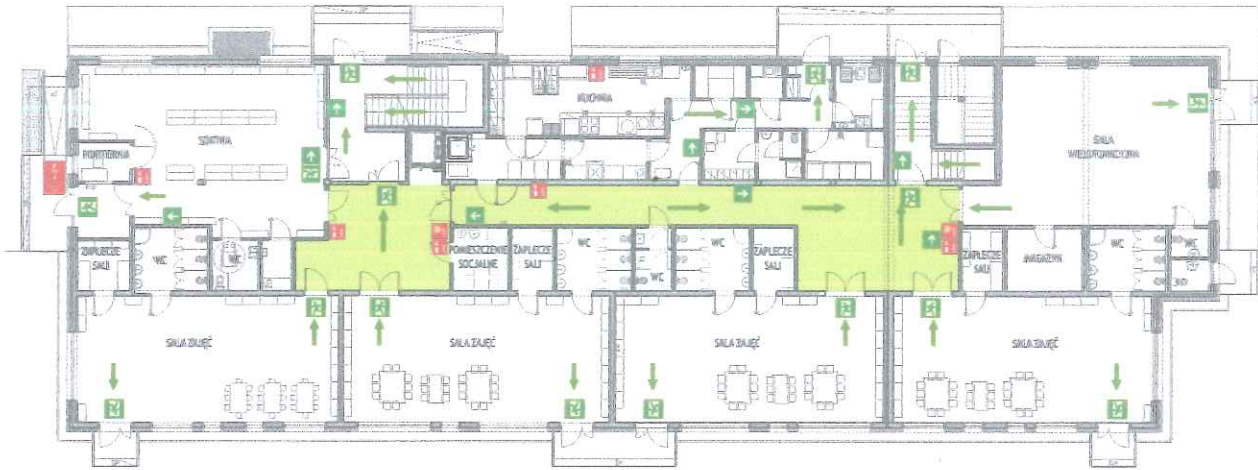 KUCHNIA
SZATNIA
PORTIERNIA
SALA
WIELOFUNKCYJNA
ZAPLECZE
SALI
WC
WC
POMIESZCZENIE
SOCJALNE
ZAPLECZE
SALI
WC
WC
WC
ZAPLECZE
SALI
ZAPLECZE
SALI
MAGAZYN
WC
WC
SALA ZAJĘĆ
SALA ZAJĘĆ
SALA ZAJĘĆ
SALA ZAJĘĆ